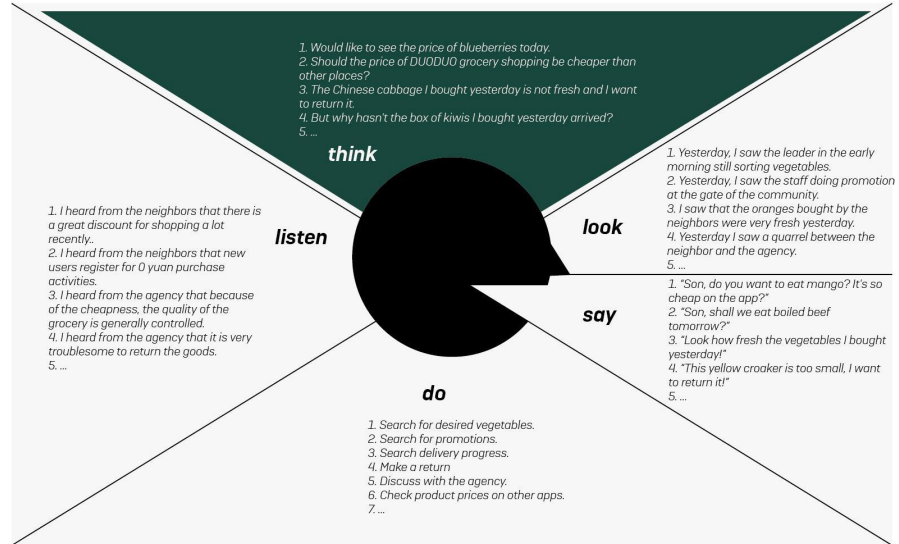 1. Would like to see the price of blueberries today.
2. Should the price of DUODUO grocery shopping be cheaper than
other places?
3. The Chinese cabbage I bought yesterday is not fresh and I want
to return it.
4. But why hasn't the box of kiwis I bought yesterday arrived?
5. ...
think
listen
1. I heard from the neighbors that there is
a great discount for shopping a lot
recently..
2. I heard from the neighbors that new
users register for 0 yuan purchase
activities.
3. I heard from the agency that because
of the cheapness, the quality of the
grocery is generally controlled.
4. I heard from the agency that it is very
troublesome to return the goods.
5. ...
look
1. Yesterday, I saw the leader in the early
morning still sorting vegetables.
2. Yesterday, I saw the staff doing promotion
at the gate of the community.
3. I saw that the oranges bought by the
neighbors were very fresh yesterday.
4. Yesterday I saw a quarrel between the
neighbor and the agency.
5. ...
say
1. "Son, do you want to eat mango? It's so
cheap on the app?"
2. "Son, shall we eat boiled beef
tomorrow?"
3. "Look how fresh the vegetables I bought
yesterday!"
4. "This yellow croaker is too small, I want
to return it!"
5. ...
do
1. Search for desired vegetables.
2. Search for promotions.
3. Search delivery progress.
4. Make a return
5. Discuss with the agency.
6. Check product prices on other apps.
7. ...